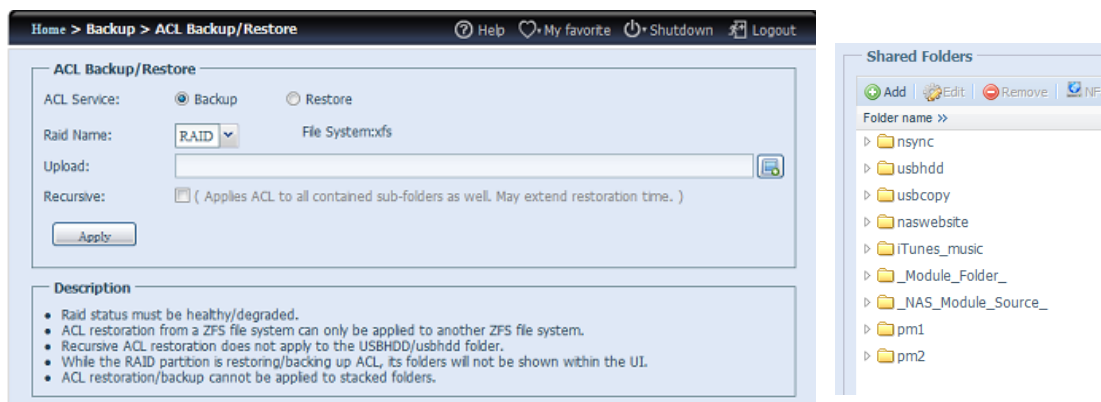 Home > Backup > ACL Backup/Restore
Help My favorite Shutdown Logout
ACL Backup/Restore
ACL Service: Backup Restore
Raid Name: RAID File System:xfs
Upload:
Recursive: ( Applies ACL to all contained sub-folders as well. May extend restoration time. )
Apply
Description
• Raid status must be healthy/degraded.
• ACL restoration from a ZFS file system can only be applied to another ZFS file system.
• Recursive ACL restoration does not apply to the USBHDD/usbhdd folder.
• While the RAID partition is restoring/backing up ACL, its folders will not be shown within the UI.
• ACL restoration/backup cannot be applied to stacked folders.
Shared Folders
Add Edit Remove NF
Folder name »
nsync
usbhdd
usbcopy
naswebsite
iTunes_music
_Module_Folder_
_NAS_Module_Source_
pm1
pm2